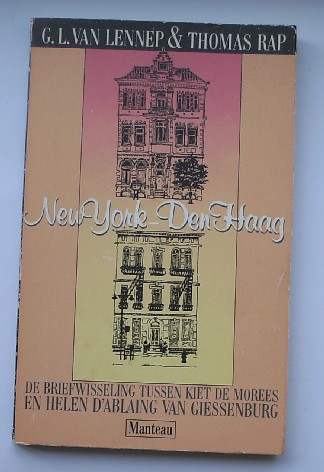 G. L. VAN LENNEP & THOMAS RAP
New York - Den Haag
DE BRIEFWISSELING TUSSEN KIET DE MOREES
EN HELEN D'ABLAING VAN GIESSENBURG
Manteau